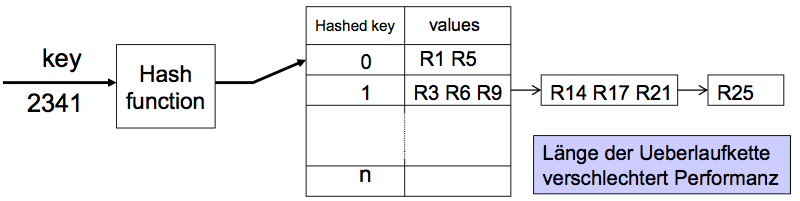 key
2341
Hash
function
Hashed key values
0 R1 R5
1 R3 R6 R9 R14 R17 R21 R25
n
Länge der Ueberlaufkette
verschlechtert Performanz